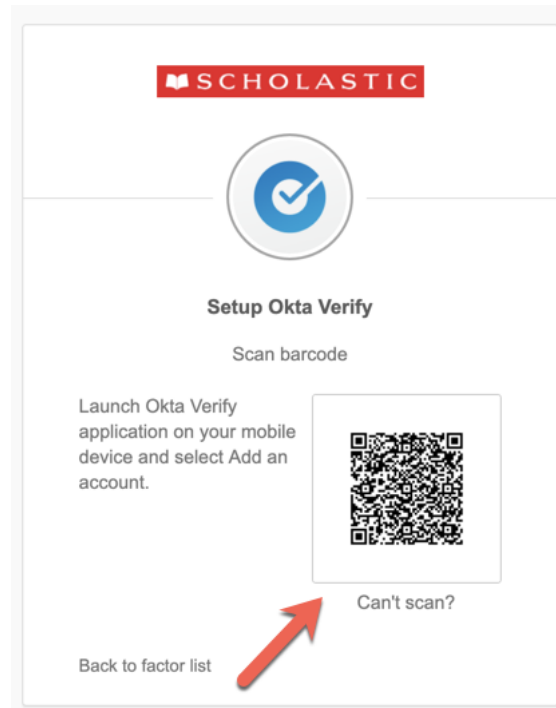 SCHOLASTIC
Setup Okta Verify
Scan barcode
Launch Okta Verify
application on your mobile
device and select Add an
account.
Can't scan?
Back to factor list